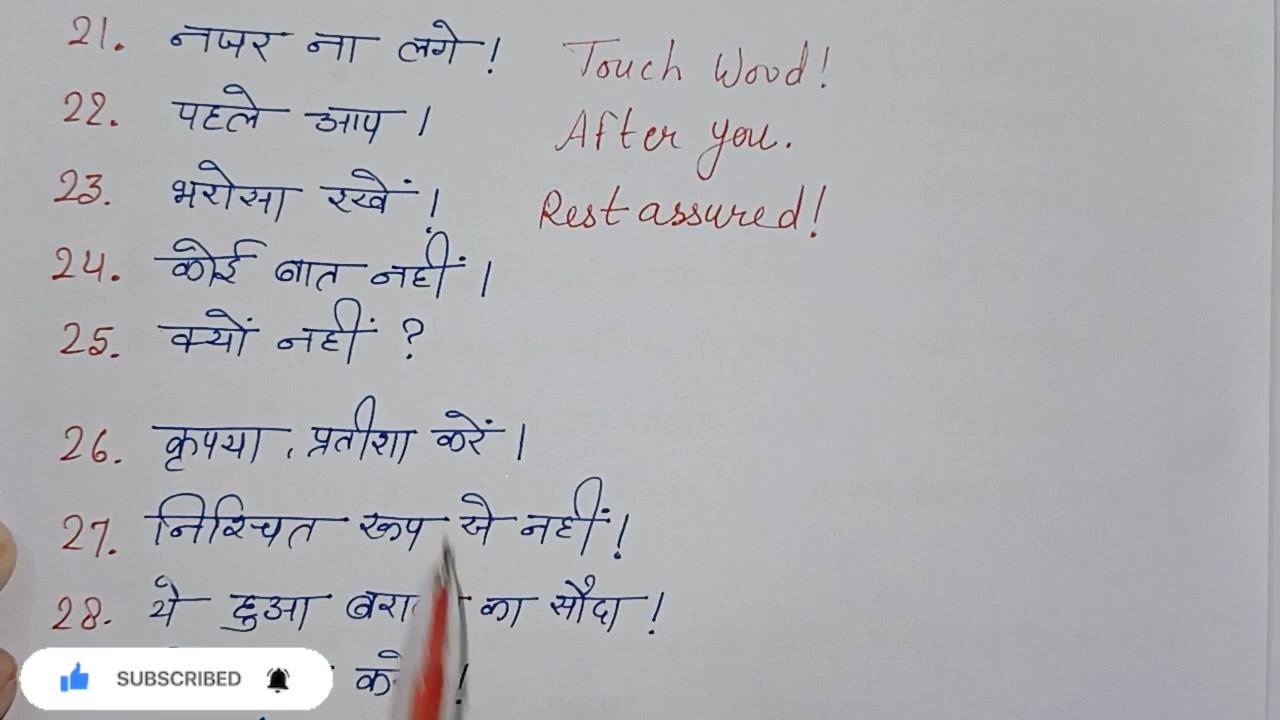 21. नजर ना लगे! Touch Wood!
22. पहले आप। After you.
23. भरोसा रखें! Rest assured!
24. कोई बात नहीं।
25. क्यों नहीं?
26. कृपया, प्रतीक्षा करें।
27. निश्चित रूप से नहीं!
28. ये हुआ का सौदा!
SUBSCRIBED